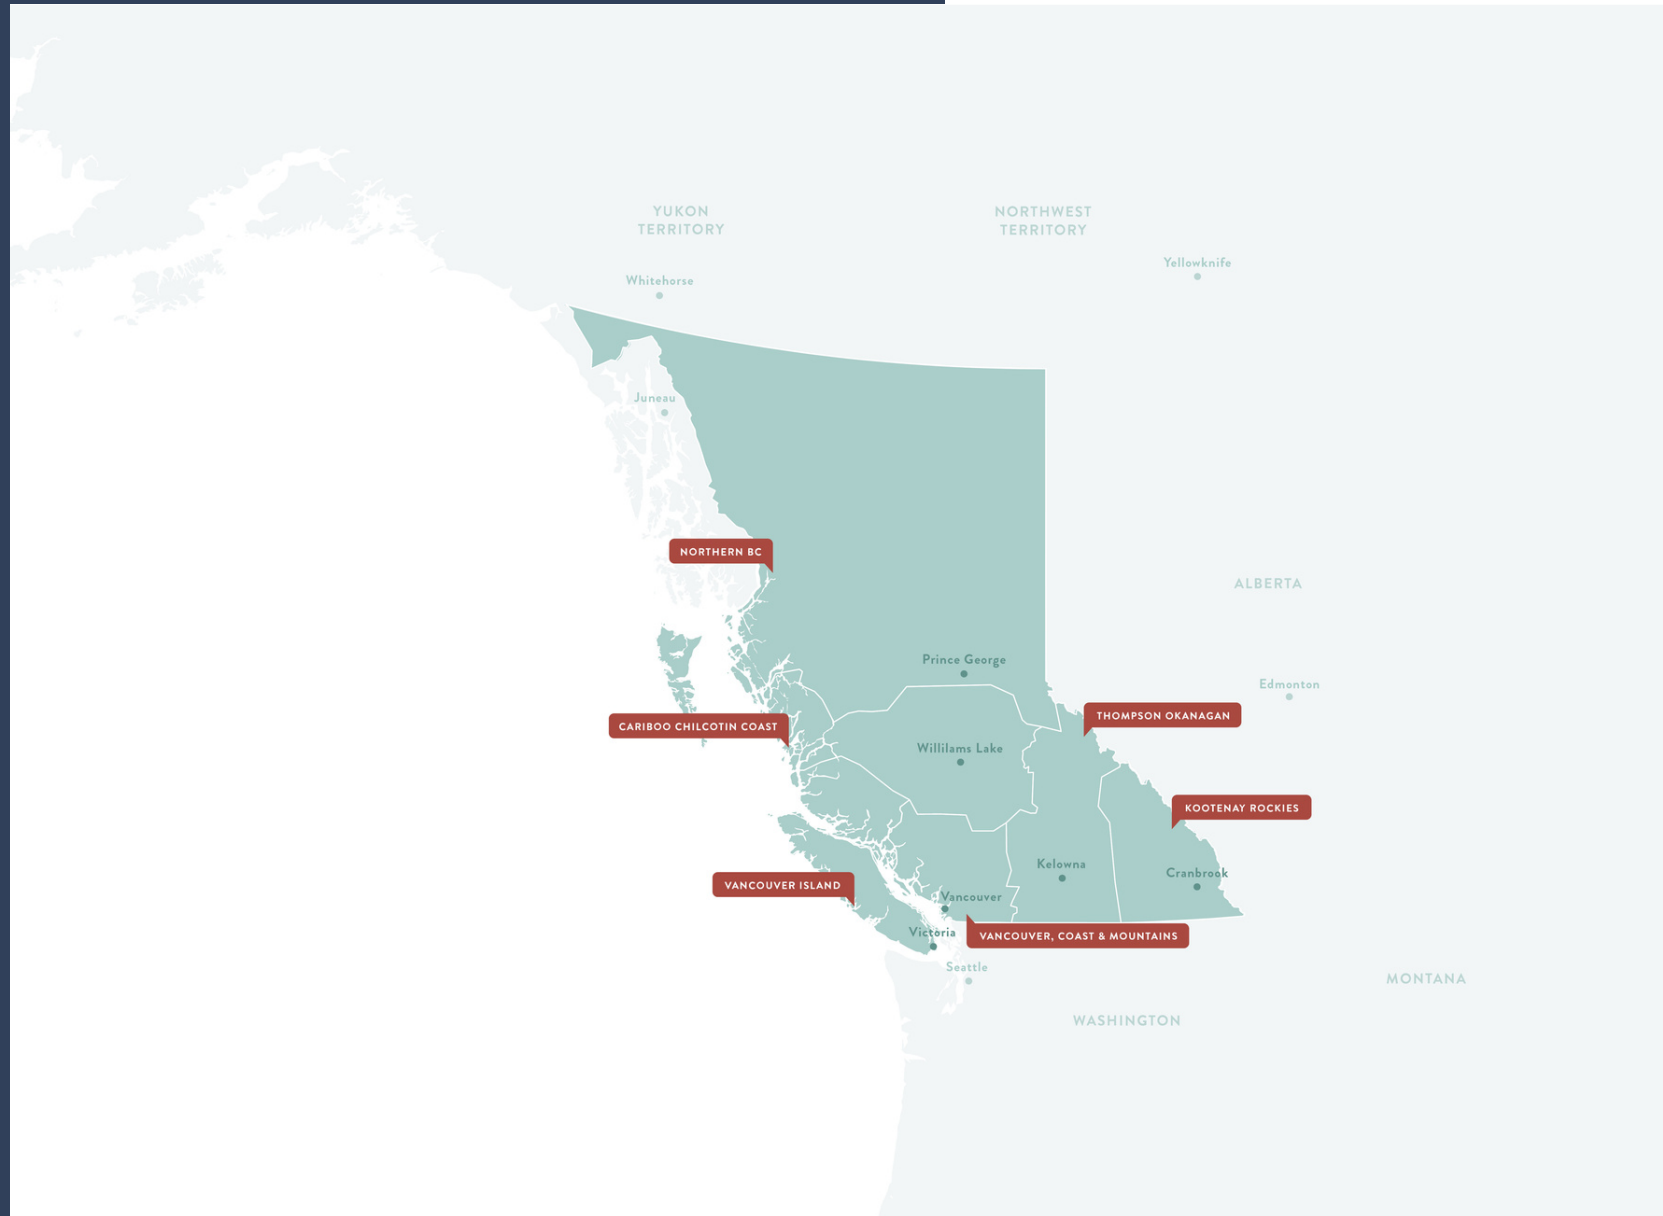 YUKON
TERRITORY
NORTHWEST
TERRITORY
Yellowknife
Whitehorse
Juneau
NORTHERN BC
ALBERTA
Prince George
Edmonton
THOMPSON OKANAGAN
CARIBOO CHILCOTIN COAST
Willilams Lake
KOOTENAY ROCKIES
Kelowna
Cranbrook
VANCOUVER ISLAND
Vancouver
Victoria
VANCOUVER, COAST & MOUNTAINS
Seattle
MONTANA
WASHINGTON